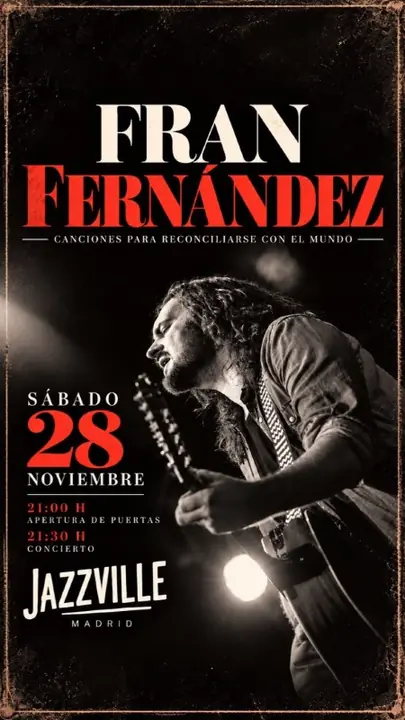 FRAN
FERNÁNDEZ
CANCIONES PARA RECONCILIARSE CON EL MUNDO
SÁBADO
28
NOVIEMBRE
21:00 H
APERTURA DE PUERTAS
21:30 H
CONCIERTO
JAZZVILLE
MADRID